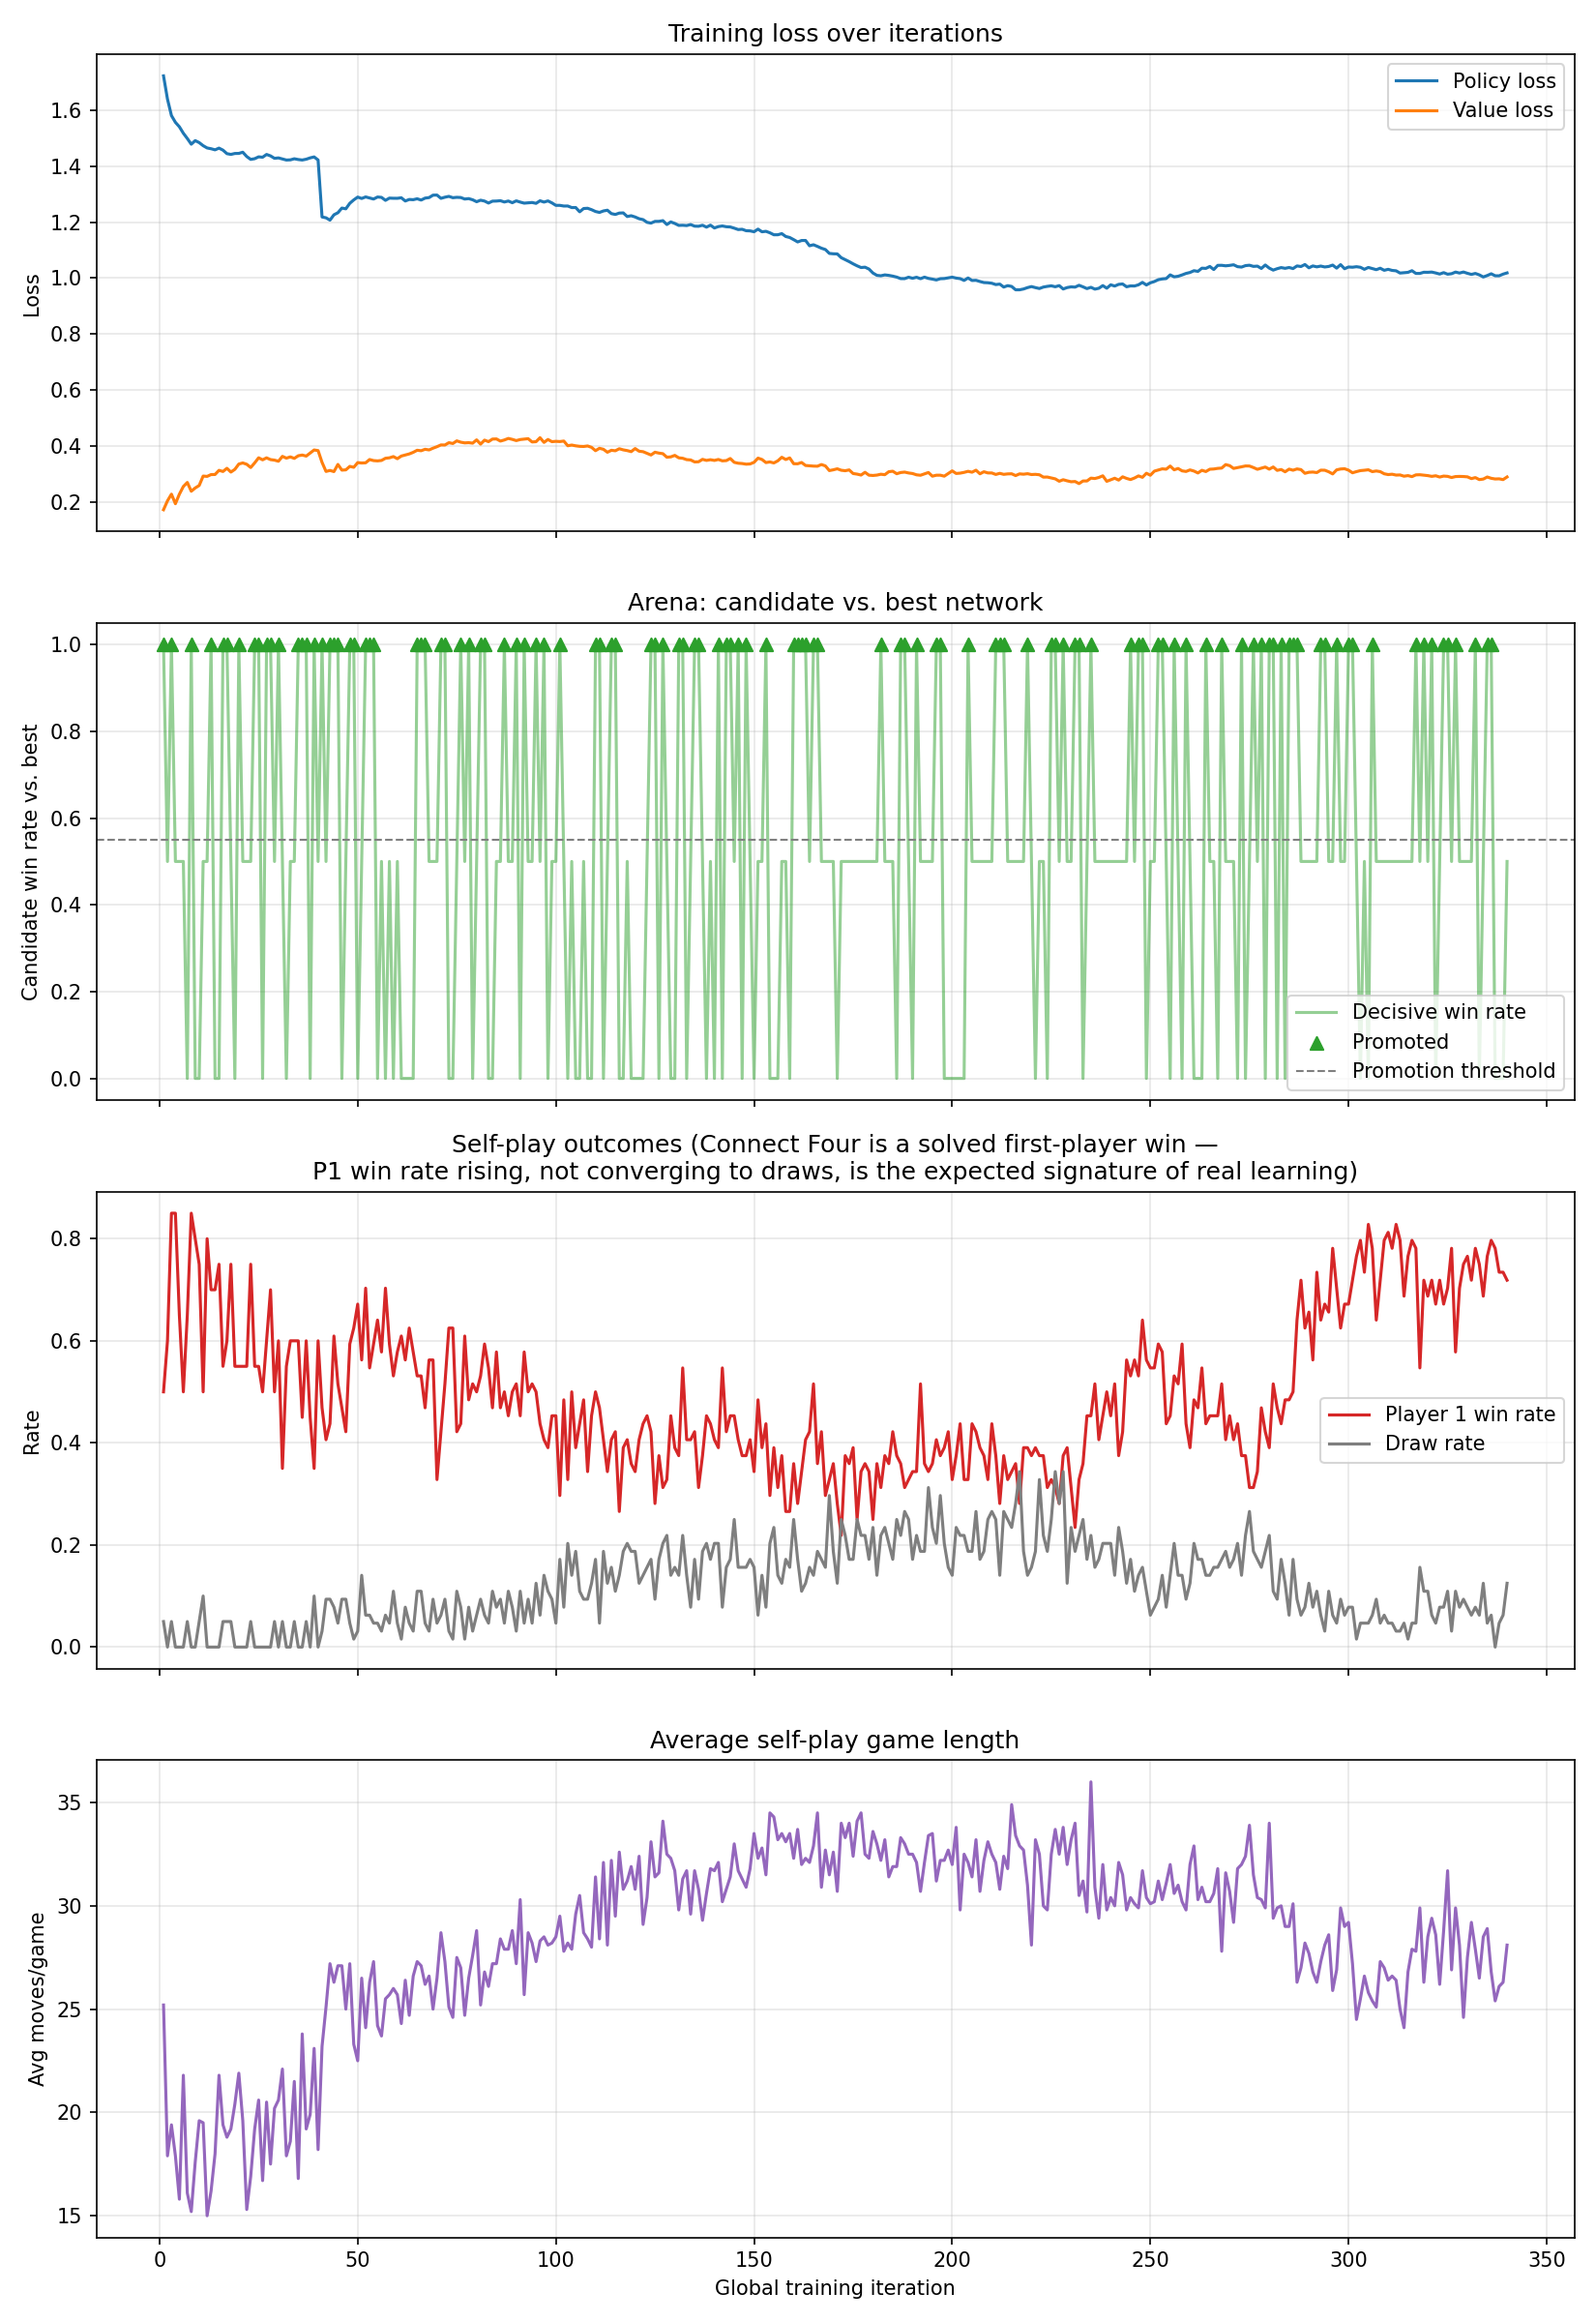 Training loss over iterations
Policy loss
Value loss
1.6
1.4
1.2
1.0
0.8
0.6
0.4
0.2
Loss
Arena: candidate vs. best network
1.0
0.8
0.6
0.4
0.2
0.0
Candidate win rate vs. best
Decisive win rate
Promoted
Promotion threshold
Self-play outcomes (Connect Four is a solved first-player win —
P1 win rate rising, not converging to draws, is the expected signature of real learning)
0.8
0.6
0.4
0.2
0.0
Rate
Player 1 win rate
Draw rate
Average self-play game length
35
30
25
20
15
Avg moves/game
0 50 100 150 200 250 300 350
Global training iteration